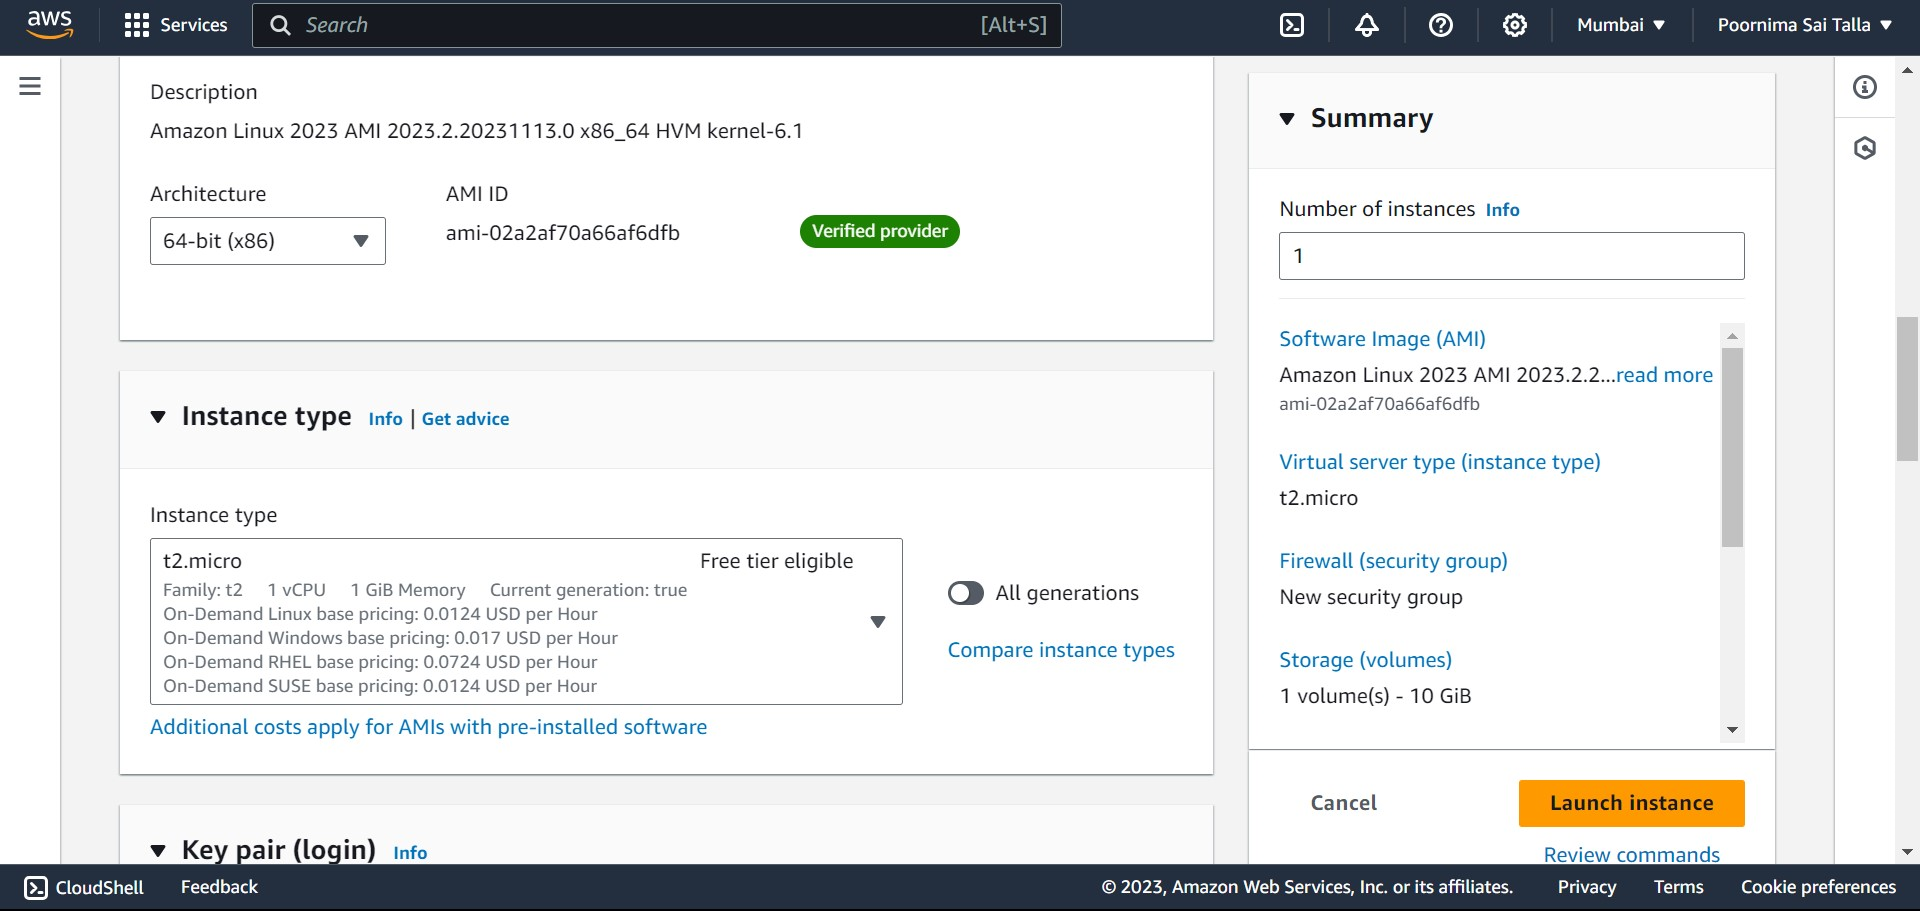 aws
Services
Search
[Alt+S]
Mumbai
Poornima Sai Talla
Description
Amazon Linux 2023 AMI 2023.2.20231113.0 x86_64 HVM kernel-6.1
Architecture
AMI ID
64-bit (x86)
ami-02a2af70a66af6dfb
Verified provider
Instance type Info | Get advice
Instance type
t2.micro
Free tier eligible
Family: t2 1 vCPU 1 GiB Memory Current generation: true
On-Demand Linux base pricing: 0.0124 USD per Hour
On-Demand Windows base pricing: 0.017 USD per Hour
On-Demand RHEL base pricing: 0.0724 USD per Hour
On-Demand SUSE base pricing: 0.0124 USD per Hour
All generations
Compare instance types
Additional costs apply for AMIs with pre-installed software
Key pair (login) Info
Summary
Number of instances Info
1
Software Image (AMI)
Amazon Linux 2023 AMI 2023.2.2...read more
ami-02a2af70a66af6dfb
Virtual server type (instance type)
t2.micro
Firewall (security group)
New security group
Storage (volumes)
1 volume(s) - 10 GiB
Cancel
Launch instance
Review commands
CloudShell
Feedback
© 2023, Amazon Web Services, Inc. or its affiliates.
Privacy
Terms
Cookie preferences